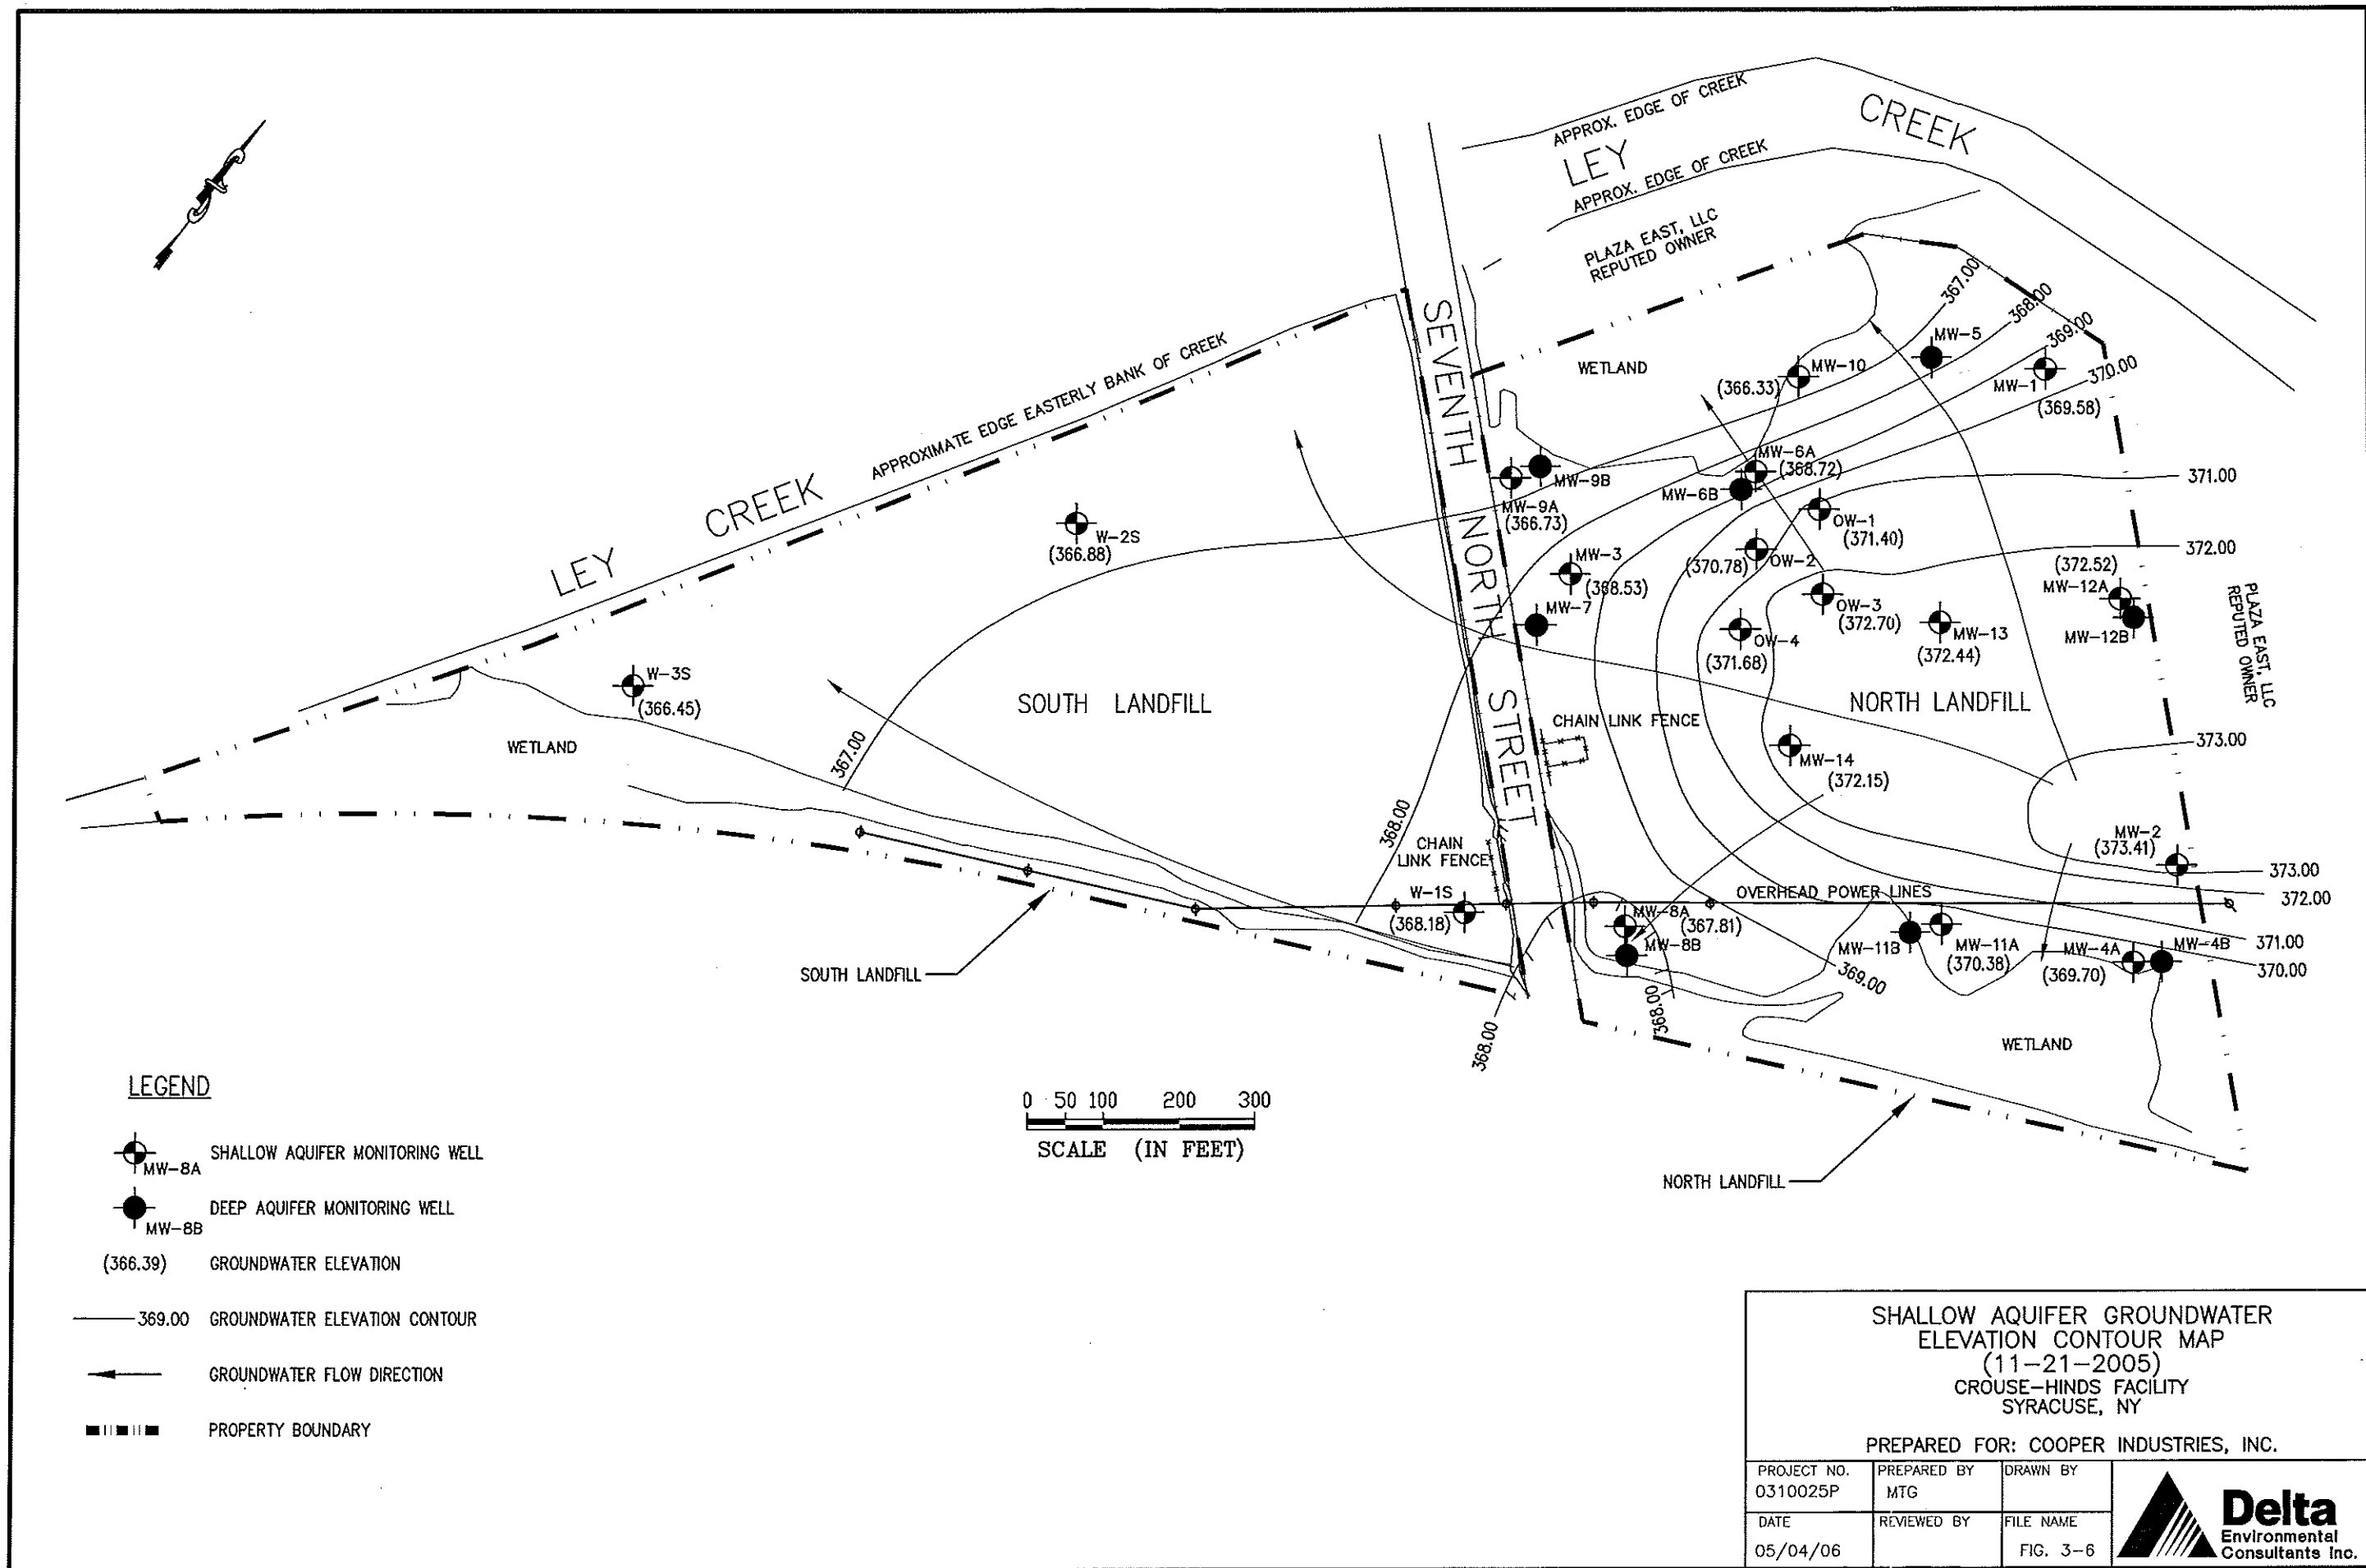 APPROX. EDGE OF CREEK
LEY
CREEK
APPROX. EDGE OF CREEK
PLAZA EAST, LLC
REPUTED OWNER
SEVENTH NORTH STREET
WETLAND
367.00
368.00
369.00
370.00
MW-5
MW-10
(366.33)
MW-1
(369.58)
APPROXIMATE EDGE EASTERLY BANK OF CREEK
LEY CREEK
MW-6A
(368.72)
MW-6B
MW-9B
MW-9A
(366.73)
371.00
W-2S
(366.88)
OW-1
(371.40)
MW-3
(368.53)
(370.78)
OW-2
372.00
(372.52)
MW-12A
MW-12B
PLAZA EAST, LLC
REPUTED OWNER
MW-7
OW-3
(372.70)
OW-4
(371.68)
MW-13
(372.44)
W-3S
(366.45)
WETLAND
SOUTH LANDFILL
NORTH LANDFILL
CHAIN LINK FENCE
373.00
MW-14
(372.15)
367.00
368.00
CHAIN
LINK FENCE
MW-2
(373.41)
373.00
W-1S
(368.18)
OVERHEAD POWER LINES
372.00
MW-8A
(367.81)
MW-8B
MW-11B
MW-11A
(370.38)
MW-4A
(369.70)
MW-4B
371.00
370.00
SOUTH LANDFILL
369.00
368.00
368.00
WETLAND
NORTH LANDFILL
LEGEND
MW-8A
SHALLOW AQUIFER MONITORING WELL
MW-8B
DEEP AQUIFER MONITORING WELL
(366.39) GROUNDWATER ELEVATION
369.00 GROUNDWATER ELEVATION CONTOUR
GROUNDWATER FLOW DIRECTION
PROPERTY BOUNDARY
0 50 100 200 300
SCALE (IN FEET)
SHALLOW AQUIFER GROUNDWATER
ELEVATION CONTOUR MAP
(11-21-2005)
CROUSE-HINDS FACILITY
SYRACUSE, NY
PREPARED FOR: COOPER INDUSTRIES, INC.
PROJECT NO.
0310025P
PREPARED BY
MTG
DRAWN BY
DATE
05/04/06
REVIEWED BY
FILE NAME
FIG. 3-6
Delta
Environmental
Consultants Inc.